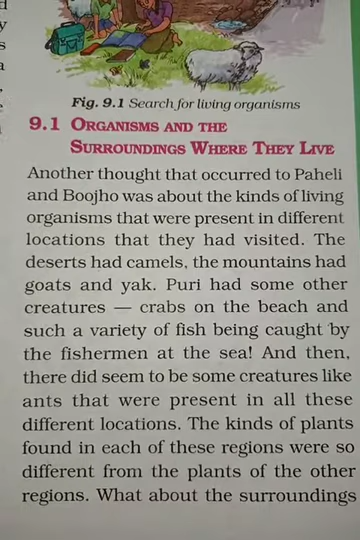 Fig. 9.1 Search for living organisms
9.1 ORGANISMS AND THE
SURROUNDINGS WHERE THEY LIVE
Another thought that occurred to Paheli
and Boojho was about the kinds of living
organisms that were present in different
locations that they had visited. The
deserts had camels, the mountains had
goats and yak. Puri had some other
creatures — crabs on the beach and
such a variety of fish being caught by
the fishermen at the sea! And then,
there did seem to be some creatures like
ants that were present in all these
different locations. The kinds of plants
found in each of these regions were so
different from the plants of the other
regions. What about the surroundings